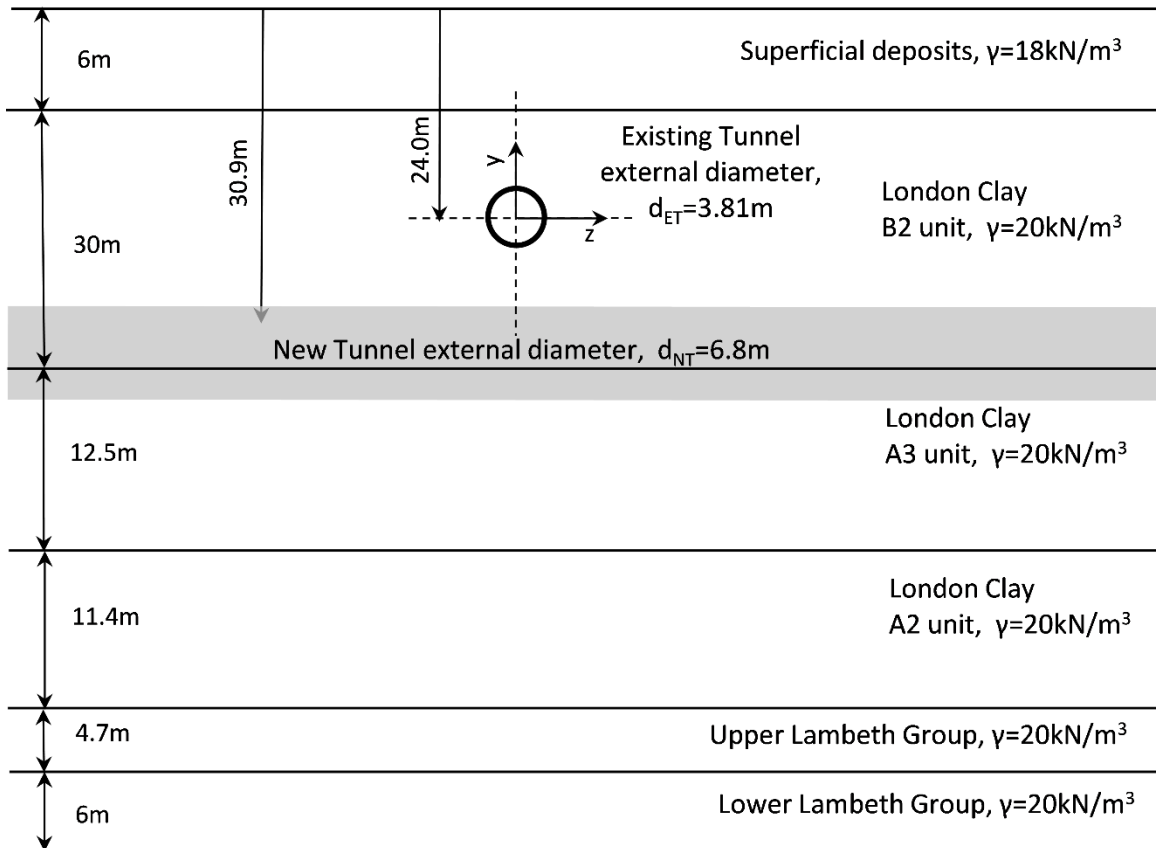 6m
Superficial deposits, γ=18kN/m³
30.9m
24.0m
y
z
Existing Tunnel
external diameter,
d_ET=3.81m
London Clay
B2 unit, γ=20kN/m³
30m
New Tunnel external diameter, d_NT=6.8m
12.5m
London Clay
A3 unit, γ=20kN/m³
11.4m
London Clay
A2 unit, γ=20kN/m³
4.7m
Upper Lambeth Group, γ=20kN/m³
6m
Lower Lambeth Group, γ=20kN/m³